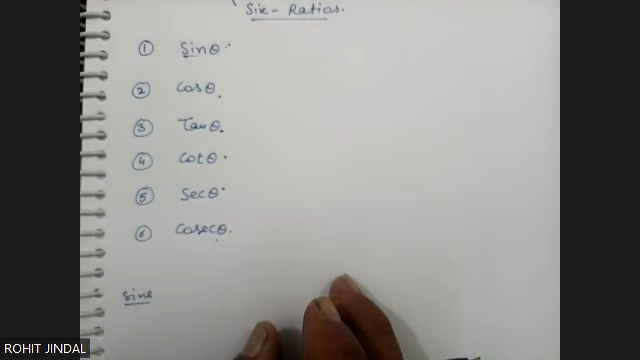 Six - Ratios.
① Sinθ.
② Cosθ.
③ Tanθ.
④ Cotθ.
⑤ Secθ.
⑥ Cosecθ.
Sine
ROHIT JINDAL